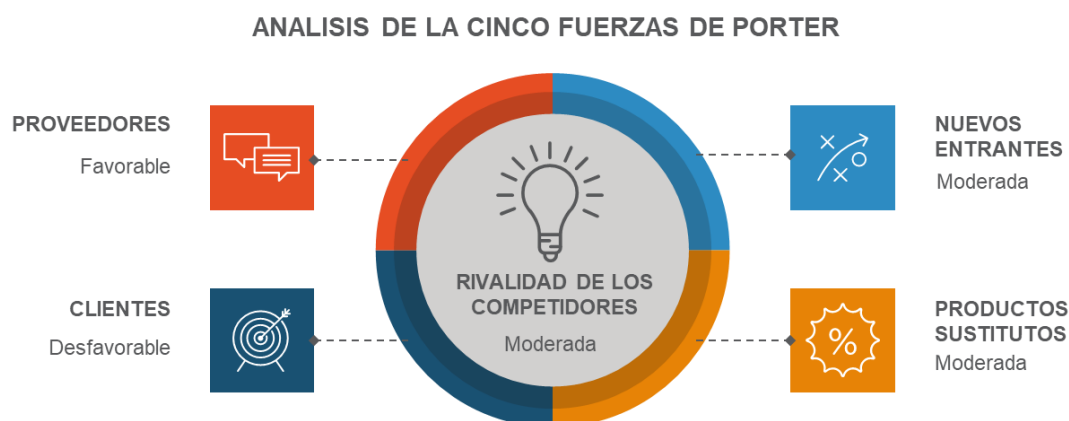 ANALISIS DE LA CINCO FUERZAS DE PORTER
PROVEEDORES
Favorable
NUEVOS
ENTRANTES
Moderada
RIVALIDAD DE LOS
COMPETIDORES
Moderada
CLIENTES
Desfavorable
PRODUCTOS
SUSTITUTOS
Moderada
%